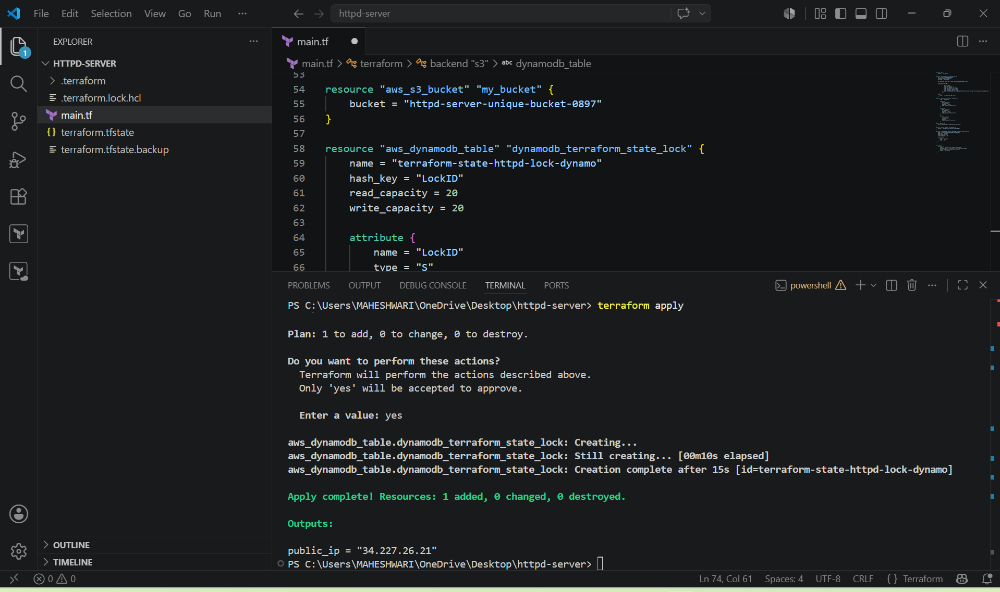 File Edit Selection View Go Run ··· httpd-server
EXPLORER ···
HTTPD-SERVER
.terraform
.terraform.lock.hcl
main.tf
terraform.tfstate
terraform.tfstate.backup
OUTLINE
TIMELINE
1
main.tf
main.tf > terraform > backend "s3" > abc dynamodb_table
53
54 resource "aws_s3_bucket" "my_bucket" {
55 bucket = "httpd-server-unique-bucket-0897"
56 }
57
58 resource "aws_dynamodb_table" "dynamodb_terraform_state_lock" {
59 name = "terraform-state-httpd-lock-dynamo"
60 hash_key = "LockID"
61 read_capacity = 20
62 write_capacity = 20
63
64 attribute {
65 name = "LockID"
66 type = "S"
PROBLEMS OUTPUT DEBUG CONSOLE TERMINAL PORTS powershell
PS C:\Users\MAHESHWARI\OneDrive\Desktop\httpd-server> terraform apply
Plan: 1 to add, 0 to change, 0 to destroy.
Do you want to perform these actions?
Terraform will perform the actions described above.
Only 'yes' will be accepted to approve.
Enter a value: yes
aws_dynamodb_table.dynamodb_terraform_state_lock: Creating...
aws_dynamodb_table.dynamodb_terraform_state_lock: Still creating... [00m10s elapsed]
aws_dynamodb_table.dynamodb_terraform_state_lock: Creation complete after 15s [id=terraform-state-httpd-lock-dynamo]
Apply complete! Resources: 1 added, 0 changed, 0 destroyed.
Outputs:
public_ip = "34.227.26.21"
PS C:\Users\MAHESHWARI\OneDrive\Desktop\httpd-server>
0 0 Ln 74, Col 61 Spaces: 4 UTF-8 CRLF {} Terraform